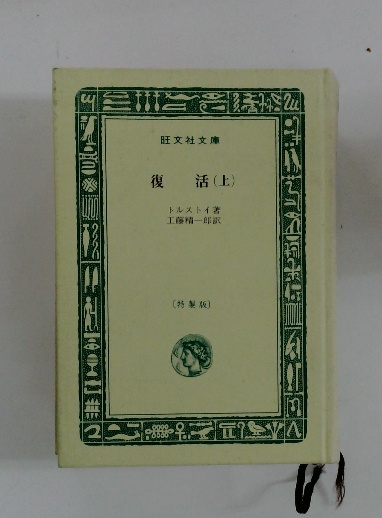 旺文社文庫
復 活(上)
トルストイ著
工藤精一郎訳
(特製版)